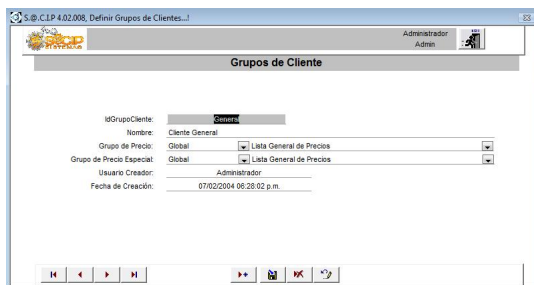 S.@.C.I.P 4.02.008, Definir Grupos de Clientes...!
SISTEMAS
Administrador
Admin
Grupos de Cliente
IdGrupoCliente: General
Nombre: Cliente General
Grupo de Precio: Global Lista General de Precios
Grupo de Precio Especial: Global Lista General de Precios
Usuario Creador: Administrador
Fecha de Creación: 07/02/2004 06:28:02 p.m.